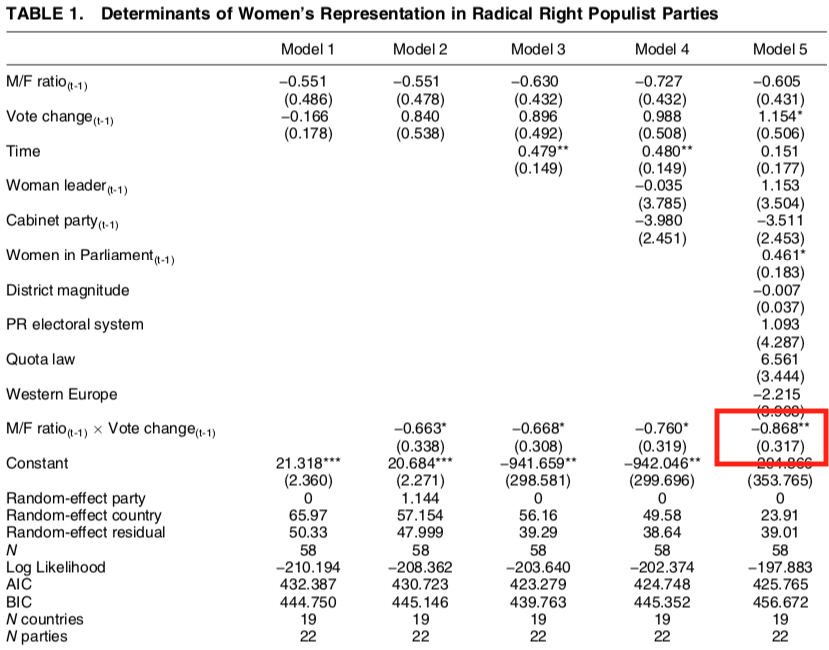 TABLE 1. Determinants of Women's Representation in Radical Right Populist Parties
Model 1 Model 2 Model 3 Model 4 Model 5
M/F ratio(t-1) −0.551 −0.551 −0.630 −0.727 −0.605
(0.486) (0.478) (0.432) (0.432) (0.431)
Vote change(t-1) −0.166 0.840 0.896 0.988 1.154*
(0.178) (0.538) (0.492) (0.508) (0.506)
Time 0.479** 0.480** 0.151
(0.149) (0.149) (0.177)
Woman leader(t-1) −0.035 1.153
(3.785) (3.504)
Cabinet party(t-1) −3.980 −3.511
(2.451) (2.453)
Women in Parliament(t-1) 0.461*
(0.183)
District magnitude −0.007
(0.037)
PR electoral system 1.093
(4.287)
Quota law 6.561
(3.444)
Western Europe −2.215
M/F ratio(t-1) × Vote change(t-1) −0.663* −0.668* −0.760* −0.868**
(0.338) (0.308) (0.319) (0.317)
Constant 21.318*** 20.684*** −941.659** −942.046**
(2.360) (2.271) (298.581) (299.696) (353.765)
Random-effect party 0 1.144 0 0 0
Random-effect country 65.97 57.154 56.16 49.58 23.91
Random-effect residual 50.33 47.999 39.29 38.64 39.01
N 58 58 58 58 58
Log Likelihood −210.194 −208.362 −203.640 −202.374 −197.883
AIC 432.387 430.723 423.279 424.748 425.765
BIC 444.750 445.146 439.763 445.352 456.672
N countries 19 19 19 19 19
N parties 22 22 22 22 22